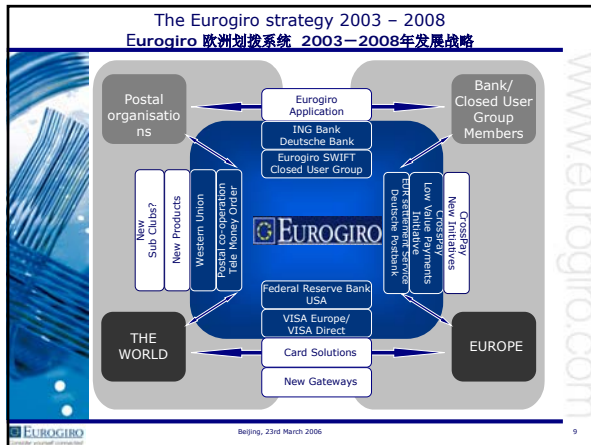 The Eurogiro strategy 2003 – 2008
Eurogiro 欧洲划拨系统 2003－2008年发展战略
Postal
organisatio
ns
Eurogiro
Application
Bank/
Closed User
Group
Members
ING Bank
Deutsche Bank
Eurogiro SWIFT
Closed User Group
New
Sub Clubs?
New Products
Western Union
Postal co-operation
Tele Money Order
EUROGIRO
EUR settlement Service
Deutsche Postbank
CrossPay
Low Value Payments
Initiative
CrossPay
New Initiatives
Federal Reserve Bank
USA
VISA Europe/
VISA Direct
THE
WORLD
Card Solutions
EUROPE
New Gateways
www.eurogiro.com
EUROGIRO
Consider yourself connected
Beijing, 23rd March 2006
9